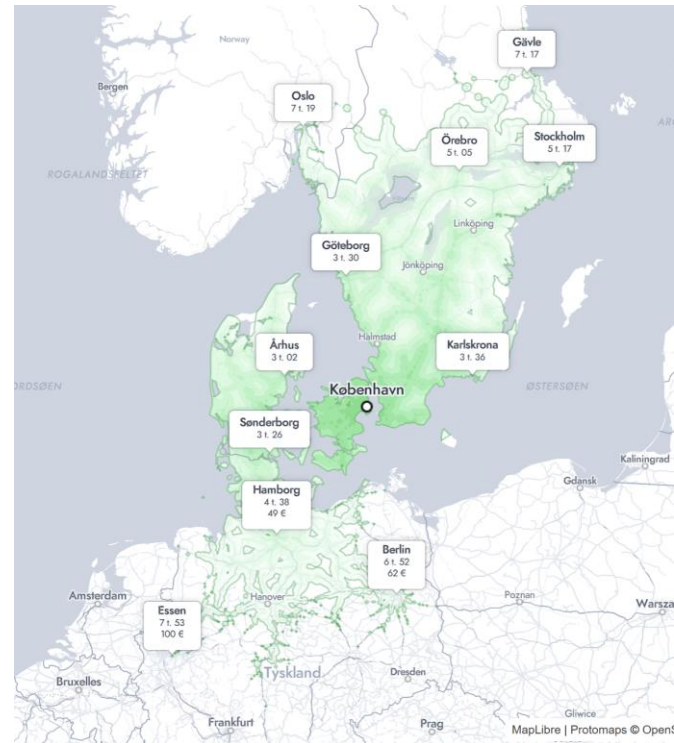 Norway
Gävle
7 t. 17
Bergen
Oslo
7 t. 19
Örebro
5 t. 05
Stockholm
5 t. 17
ROGALANDSFELTET
Linköping
Göteborg
3 t. 30
Jönköping
Halmstad
Århus
3 t. 02
Karlskrona
3 t. 36
København
ORDSØEN
ØSTERSØEN
Sønderborg
3 t. 26
Kaliningrad
Gdansk
Hamborg
4 t. 38
49 €
Berlin
6 t. 52
62 €
Amsterdam
Hanover
Poznan
Warsza
Essen
7 t. 53
100 €
Tyskland
Dresden
Bruxelles
Gliwice
Frankfurt
Prag
MapLibre | Protomaps © OpenS